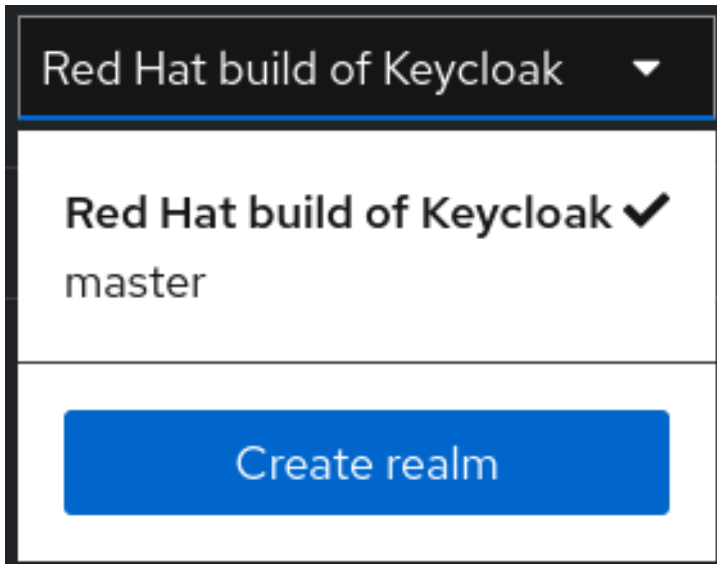 Red Hat build of Keycloak
Red Hat build of Keycloak
master
Create realm